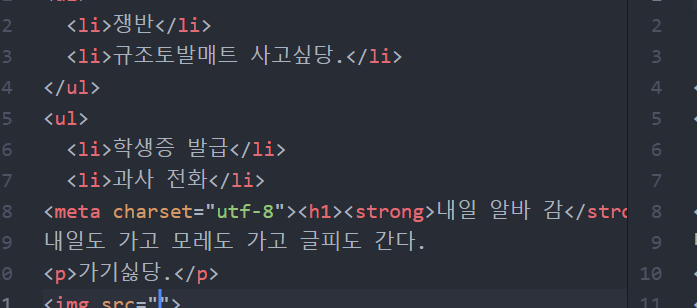 2 <li>쟁반</li> 2
3 <li>규조토발매트 사고싶당.</li> 3
4 </ul> 4
5 <ul> 5
6 <li>학생증 발급</li> 6
7 <li>과사 전화</li> 7
8 <meta charset="utf-8"><h1><strong>내일 알바 감</stro 8
9 내일도 가고 모레도 가고 글피도 간다. 9
0 <p>가기싫당.</p> 10
1 <img src=""> 11